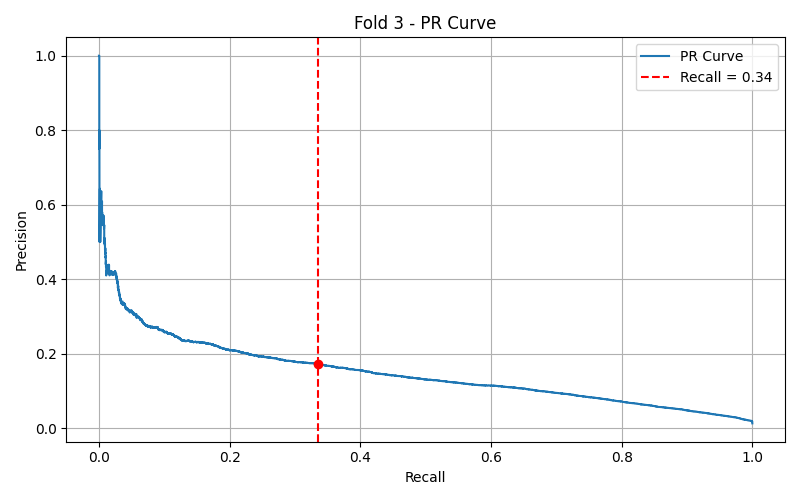 Fold 3 - PR Curve
PR Curve
Recall = 0.34
1.0
0.8
0.6
0.4
0.2
0.0
Precision
0.0 0.2 0.4 0.6 0.8 1.0
Recall